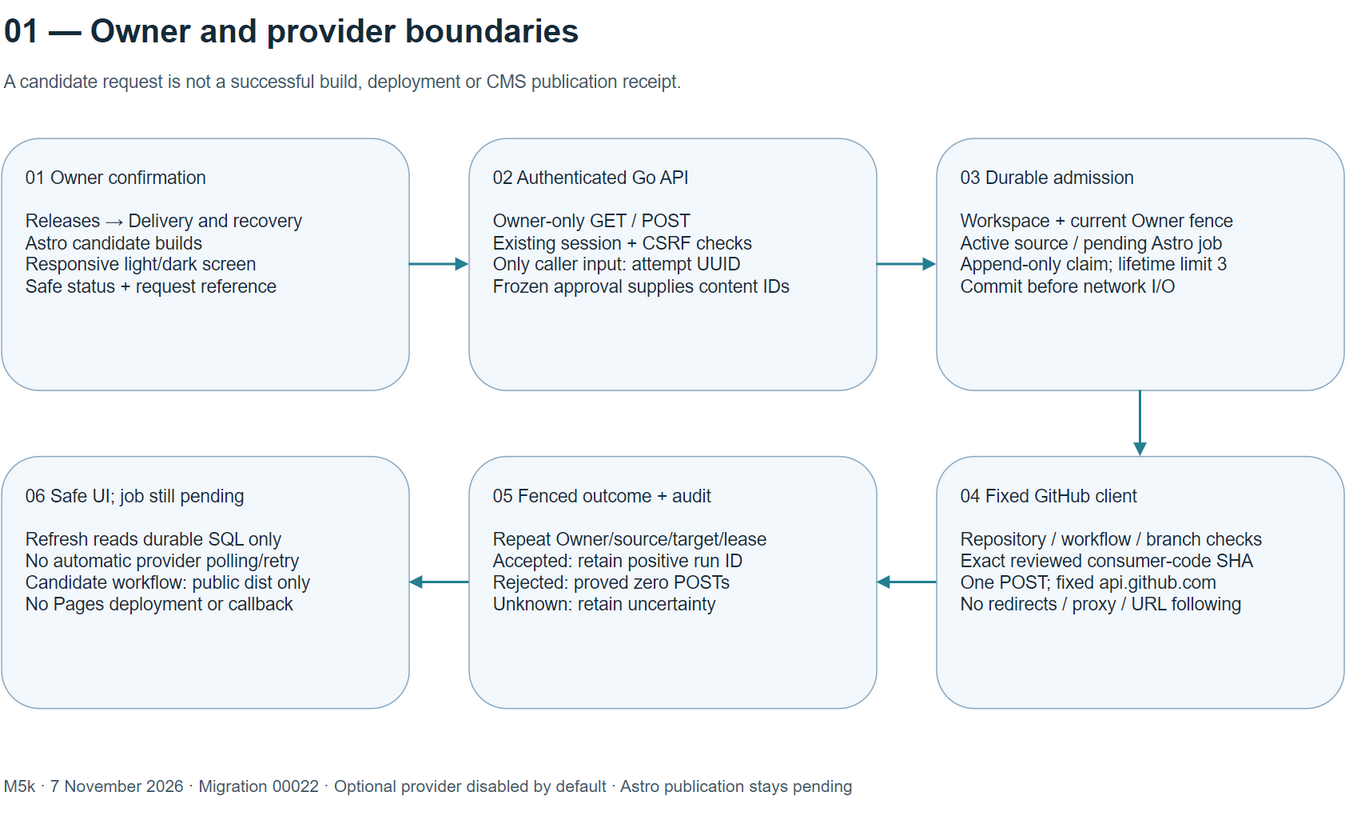 01 — Owner and provider boundaries
A candidate request is not a successful build, deployment or CMS publication receipt.
01 Owner confirmation
Releases → Delivery and recovery
Astro candidate builds
Responsive light/dark screen
Safe status + request reference
02 Authenticated Go API
Owner-only GET / POST
Existing session + CSRF checks
Only caller input: attempt UUID
Frozen approval supplies content IDs
03 Durable admission
Workspace + current Owner fence
Active source / pending Astro job
Append-only claim; lifetime limit 3
Commit before network I/O
04 Fixed GitHub client
Repository / workflow / branch checks
Exact reviewed consumer-code SHA
One POST; fixed api.github.com
No redirects / proxy / URL following
05 Fenced outcome + audit
Repeat Owner/source/target/lease
Accepted: retain positive run ID
Rejected: proved zero POSTs
Unknown: retain uncertainty
06 Safe UI; job still pending
Refresh reads durable SQL only
No automatic provider polling/retry
Candidate workflow: public dist only
No Pages deployment or callback
M5k · 7 November 2026 · Migration 00022 · Optional provider disabled by default · Astro publication stays pending